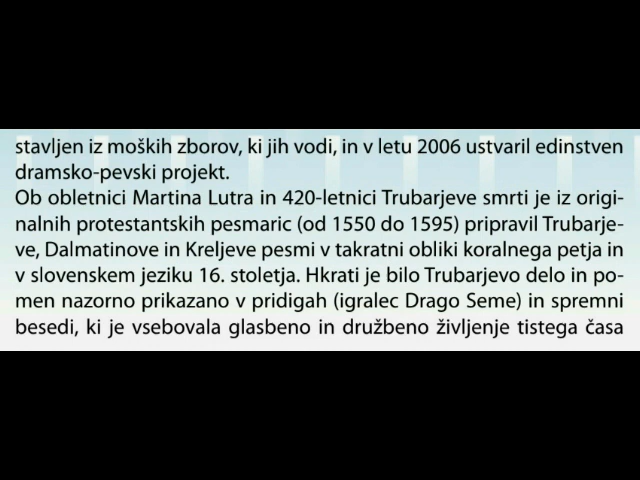 stavljen iz moških zborov, ki jih vodi, in v letu 2006 ustvaril edinstven
dramsko-pevski projekt.
Ob obletnici Martina Lutra in 420-letnici Trubarjeve smrti je iz origi-
nalnih protestantskih pesmaric (od 1550 do 1595) pripravil Trubarje-
ve, Dalmatinove in Kreljeve pesmi v takratni obliki koralnega petja in
v slovenskem jeziku 16. stoletja. Hkrati je bilo Trubarjevo delo in po-
men nazorno prikazano v pridigah (igralec Drago Seme) in spremni
besedi, ki je vsebovala glasbeno in družbeno življenje tistega časa